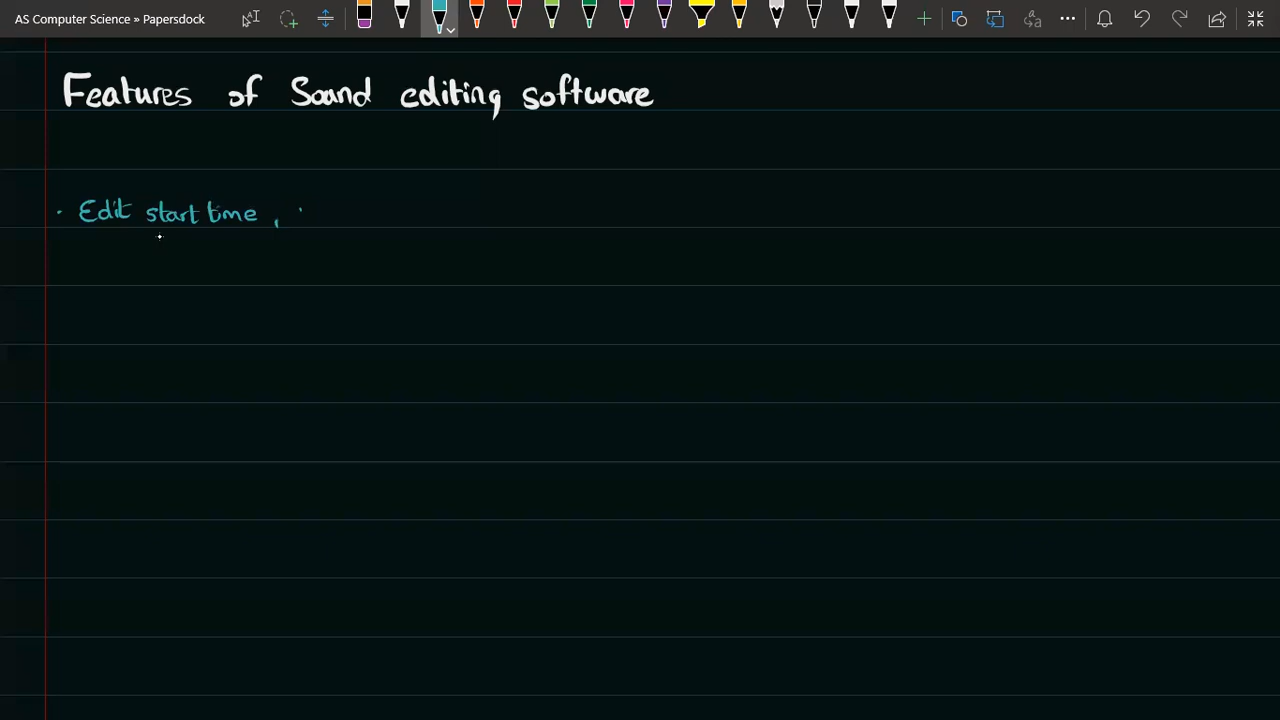 AS Computer Science » Papersdock
Features of Sound editing software
· Edit start time ,